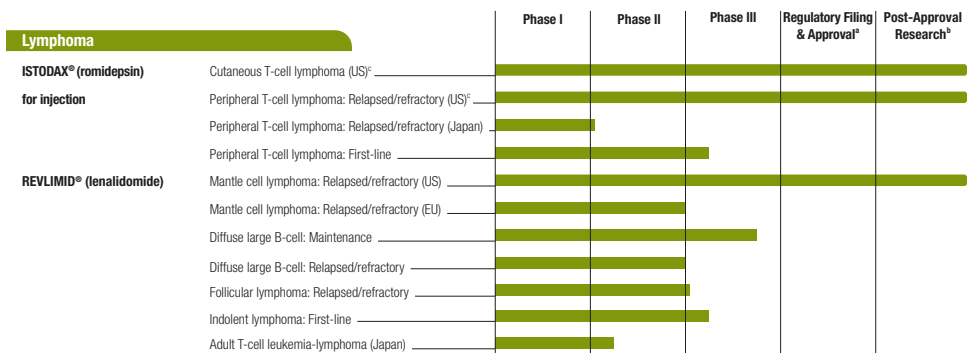 Phase I Phase II Phase III Regulatory Filing & Approvalᵃ Post-Approval Researchᵇ
Lymphoma
ISTODAX® (romidepsin) Cutaneous T-cell lymphoma (US)ᶜ
for injection Peripheral T-cell lymphoma: Relapsed/refractory (US)ᶜ
Peripheral T-cell lymphoma: Relapsed/refractory (Japan)
Peripheral T-cell lymphoma: First-line
REVLIMID® (lenalidomide) Mantle cell lymphoma: Relapsed/refractory (US)
Mantle cell lymphoma: Relapsed/refractory (EU)
Diffuse large B-cell: Maintenance
Diffuse large B-cell: Relapsed/refractory
Follicular lymphoma: Relapsed/refractory
Indolent lymphoma: First-line
Adult T-cell leukemia-lymphoma (Japan)